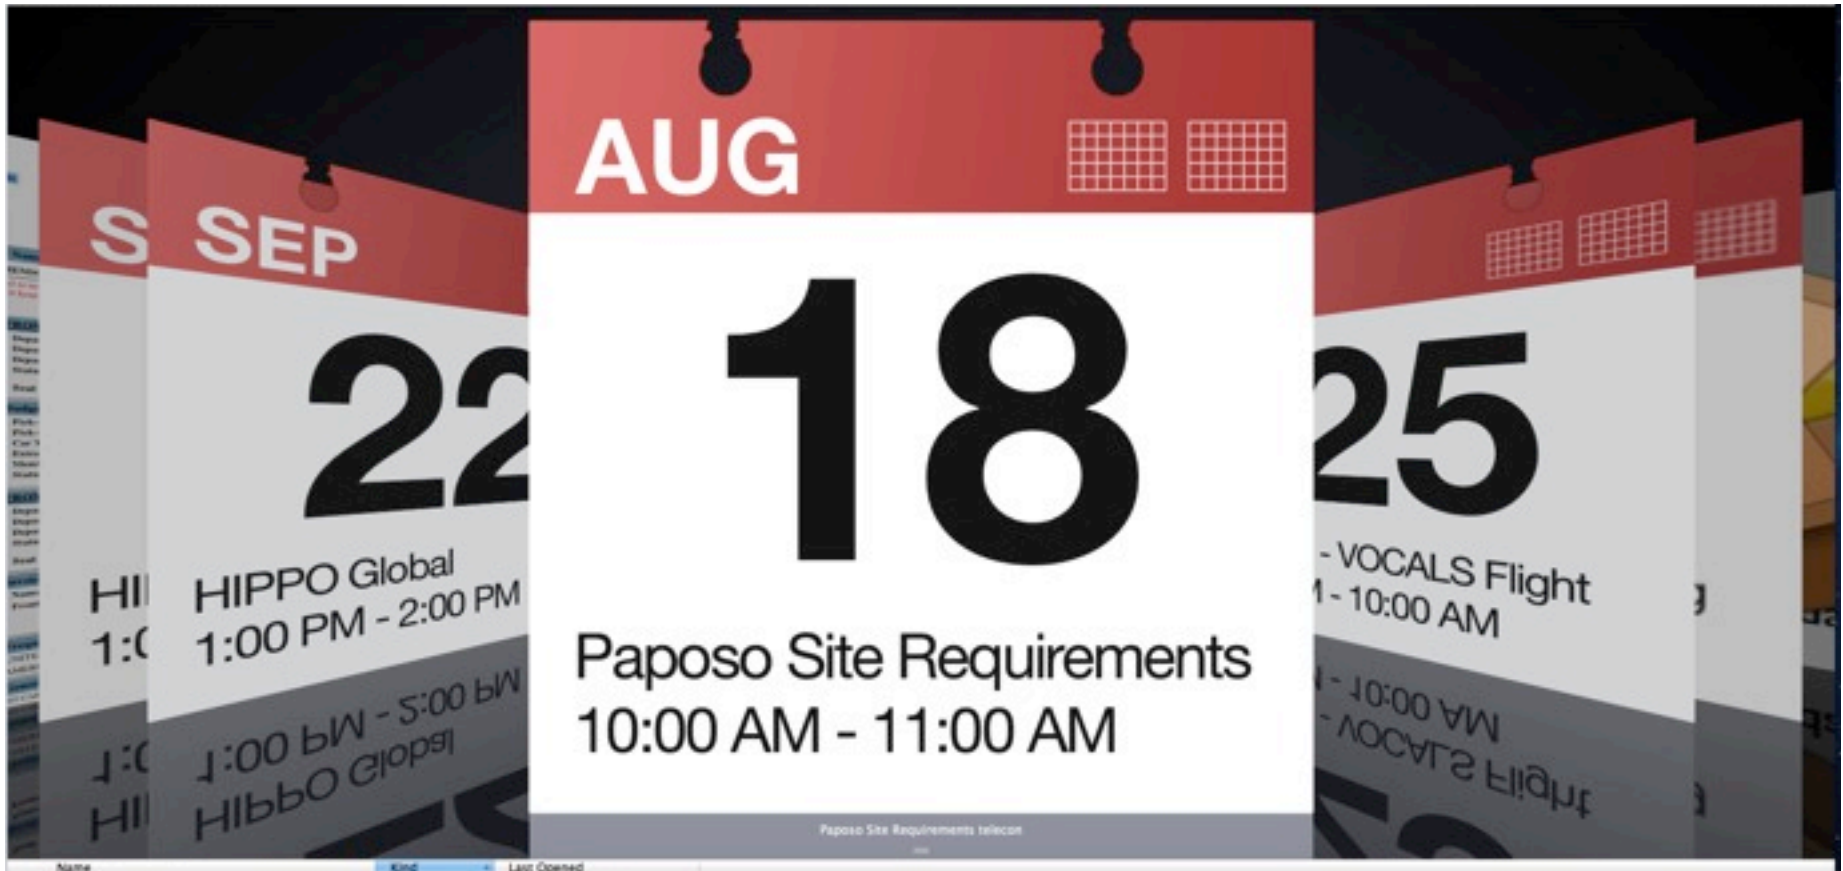 AUG
18
Paposo Site Requirements
10:00 AM - 11:00 AM
Paposo Site Requirements telecon
SEP
22
HIPPO Global
1:00 PM - 2:00 PM
S
HI
1:0
25
- VOCALS Flight
- 10:00 AM
Name
Kind
Last Opened